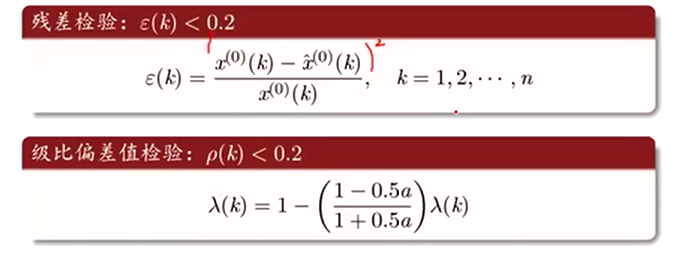 残差检验：ε(k) < 0.2
ε(k) = (x^(0)(k) − x̂^(0)(k))^2 / x^(0)(k), k = 1, 2, ⋯, n
级比偏差值检验：ρ(k) < 0.2
λ(k) = 1 − ((1 − 0.5a) / (1 + 0.5a)) λ(k)